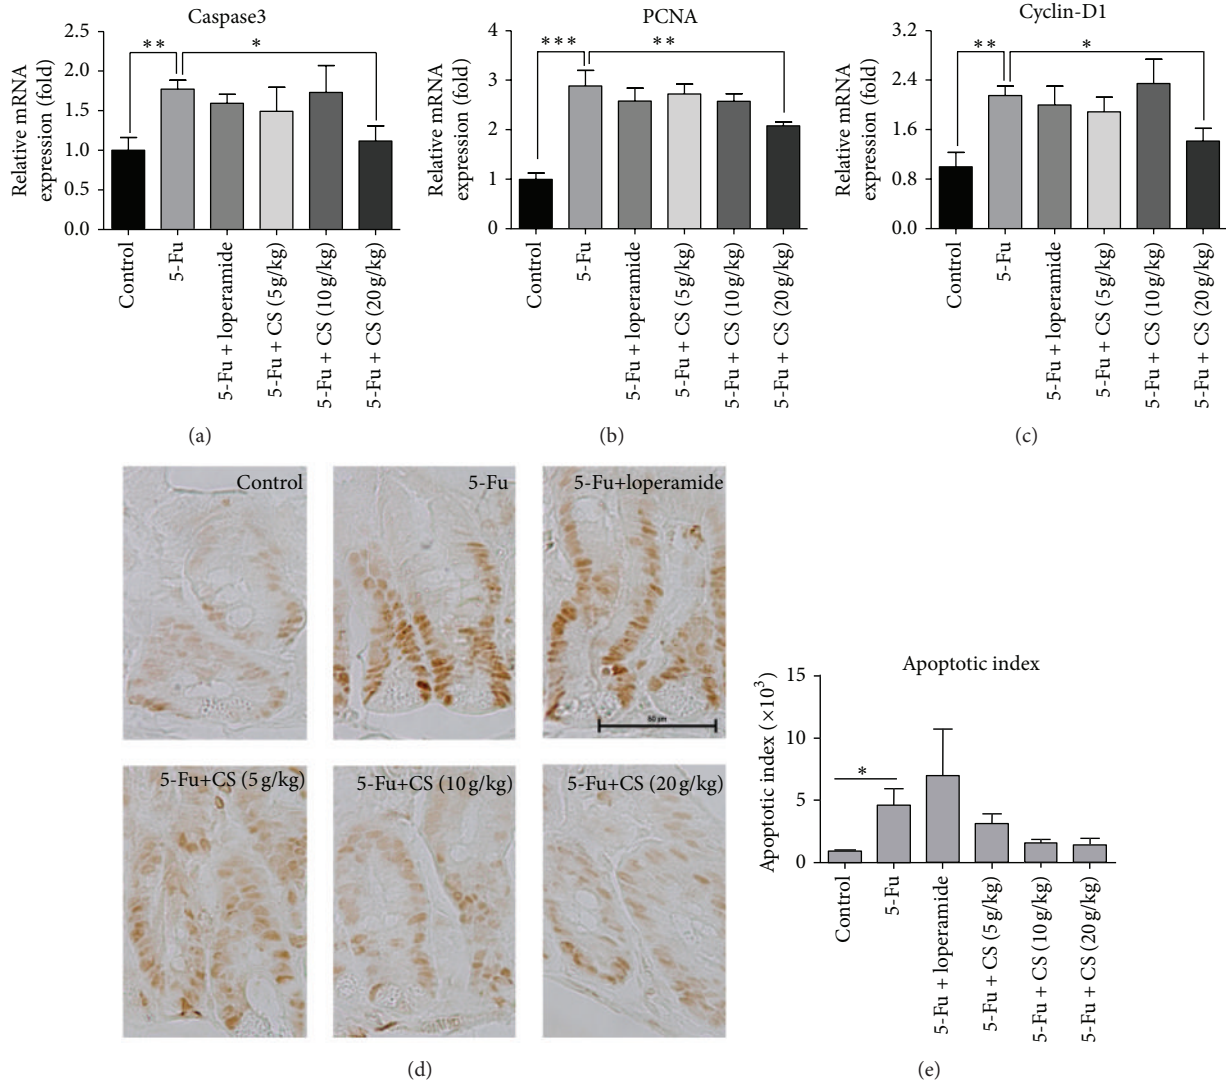 Caspase3
Relative mRNA
expression (fold)
2.5
2.0
1.5
1.0
0.5
0.0
**
*
Control
5-Fu
5-Fu + loperamide
5-Fu + CS (5 g/kg)
5-Fu + CS (10 g/kg)
5-Fu + CS (20 g/kg)
(a)
PCNA
Relative mRNA
expression (fold)
4
3
2
1
0
***
**
Control
5-Fu
5-Fu + loperamide
5-Fu + CS (5 g/kg)
5-Fu + CS (10 g/kg)
5-Fu + CS (20 g/kg)
(b)
Cyclin-D1
Relative mRNA
expression (fold)
3.2
2.4
1.6
0.8
0.0
**
*
Control
5-Fu
5-Fu + loperamide
5-Fu + CS (5 g/kg)
5-Fu + CS (10 g/kg)
5-Fu + CS (20 g/kg)
(c)
Control
5-Fu
5-Fu+loperamide
60 μm
5-Fu+CS (5 g/kg)
5-Fu+CS (10 g/kg)
5-Fu+CS (20 g/kg)
(d)
Apoptotic index
Apoptotic index (×10³)
15
10
5
0
*
Control
5-Fu
5-Fu + loperamide
5-Fu + CS (5 g/kg)
5-Fu + CS (10 g/kg)
5-Fu + CS (20 g/kg)
(e)